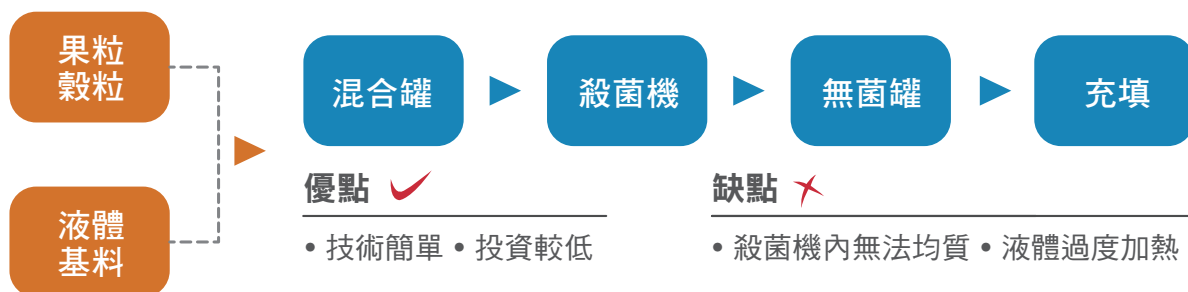 果粒
穀粒
液體
基料
混合罐
殺菌機
無菌罐
充填
優點
• 技術簡單 • 投資較低
缺點
• 殺菌機內無法均質 • 液體過度加熱